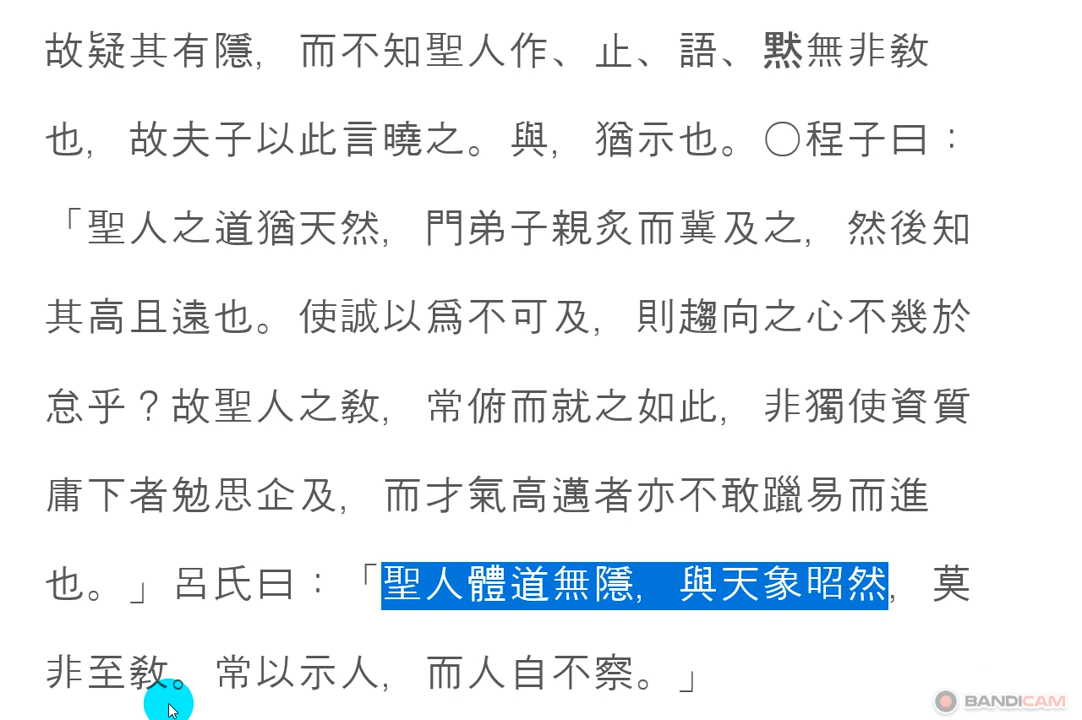 故疑其有隱，而不知聖人作、止、語、黙無非教
也，故夫子以此言曉之。與，猶示也。〇程子曰：
「聖人之道猶天然，門弟子親炙而冀及之，然後知
其高且遠也。使誠以爲不可及，則趨向之心不幾於
怠乎？故聖人之教，常俯而就之如此，非獨使資質
庸下者勉思企及，而才氣高邁者亦不敢躐易而進
也。」呂氏曰：「聖人體道無隱，與天象昭然，莫
非至教。常以示人，而人自不察。」
BANDICAM